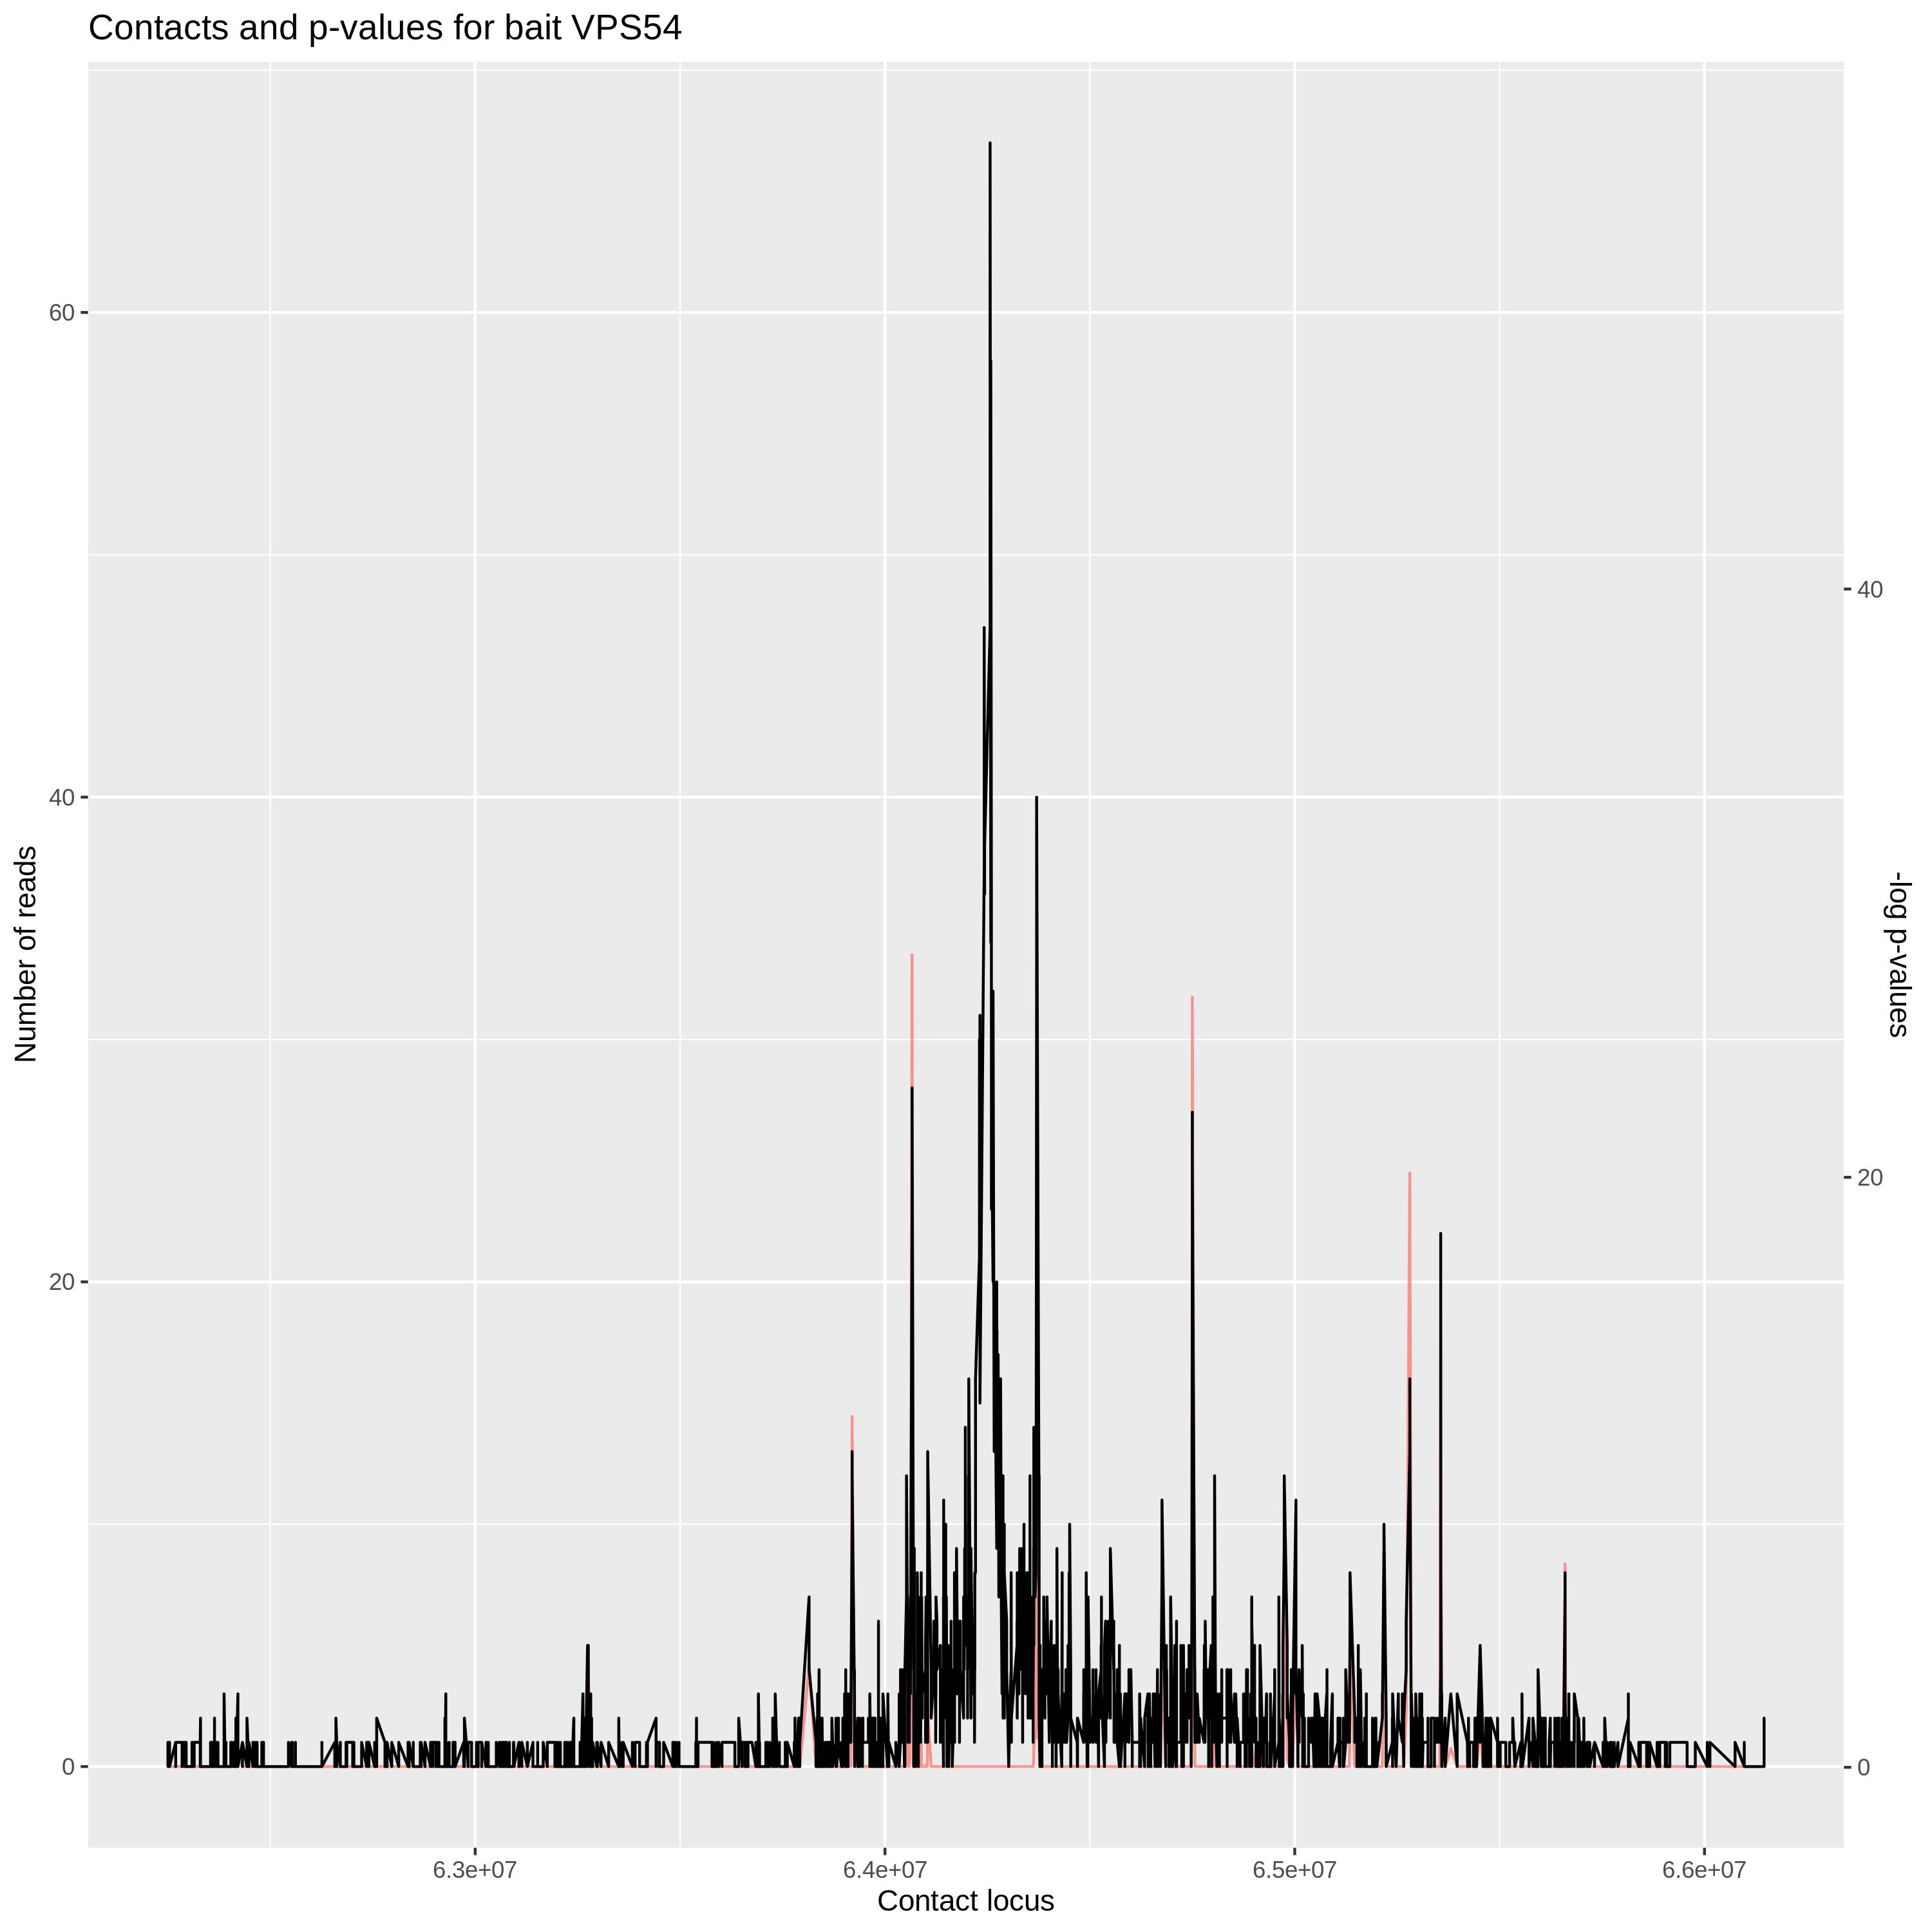 Contacts and p-values for bait VPS54
60
40
20
0
Number of reads
40
20
0
-log p-values
6.3e+07
6.4e+07
6.5e+07
6.6e+07
Contact locus